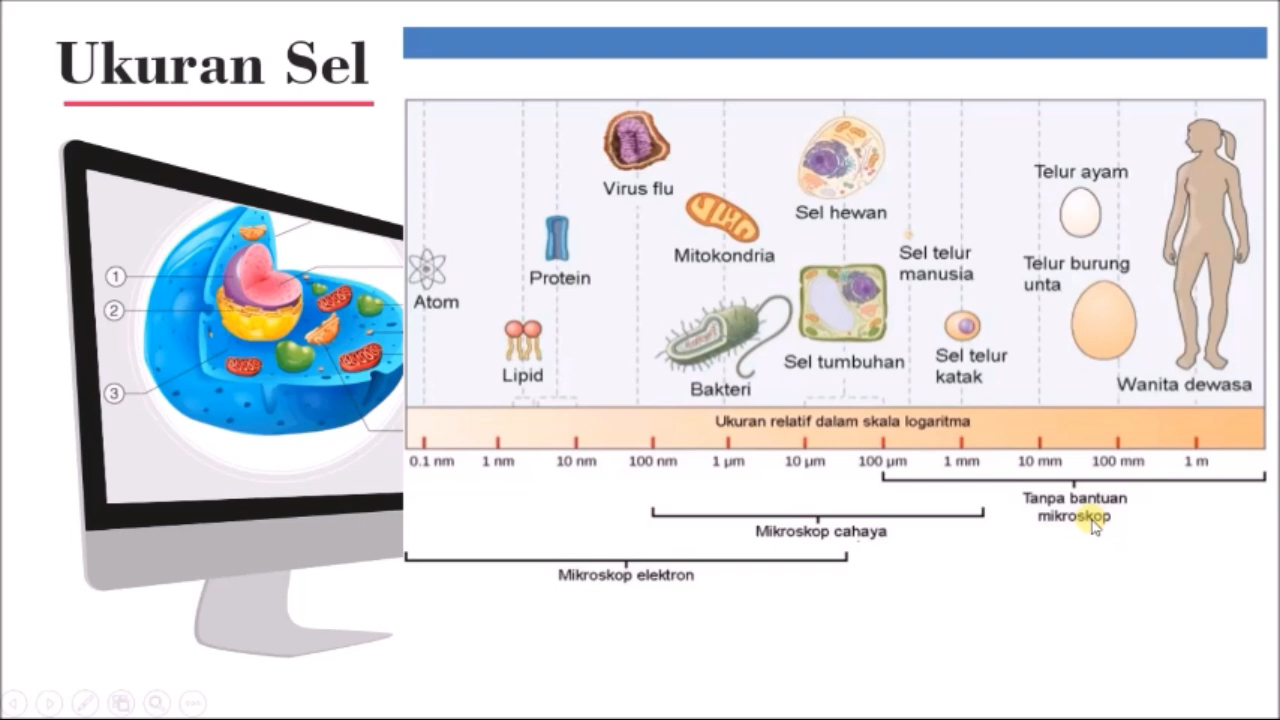 Ukuran Sel
1
2
3
Atom
Lipid
Protein
Virus flu
Mitokondria
Bakteri
Sel hewan
Sel tumbuhan
Sel telur
manusia
Sel telur
katak
Telur ayam
Telur burung
unta
Wanita dewasa
Ukuran relatif dalam skala logaritma
0.1 nm 1 nm 10 nm 100 nm 1 μm 10 μm 100 μm 1 mm 10 mm 100 mm 1 m
Tanpa bantuan
mikroskop
Mikroskop cahaya
Mikroskop elektron